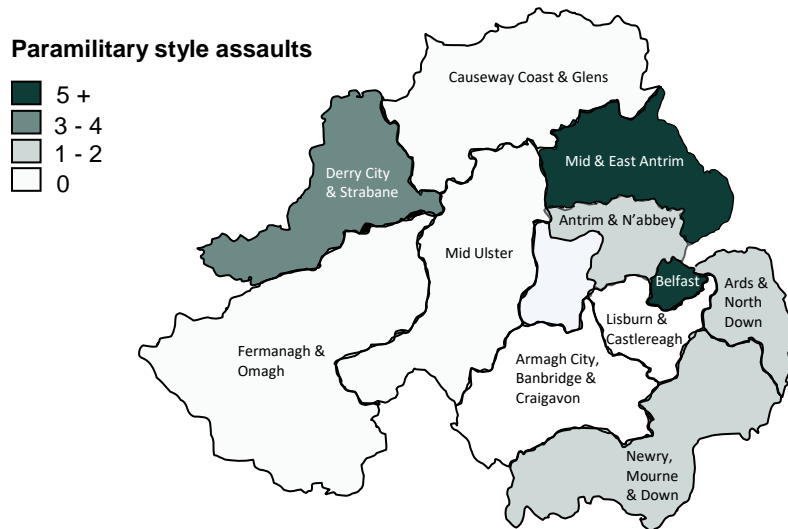 Paramilitary style assaults
5 +
3 - 4
1 - 2
0
Causeway Coast & Glens
Derry City
& Strabane
Mid & East Antrim
Antrim & N'abbey
Mid Ulster
Belfast
Ards &
North
Down
Lisburn &
Castlereagh
Fermanagh &
Omagh
Armagh City,
Banbridge &
Craigavon
Newry,
Mourne
& Down